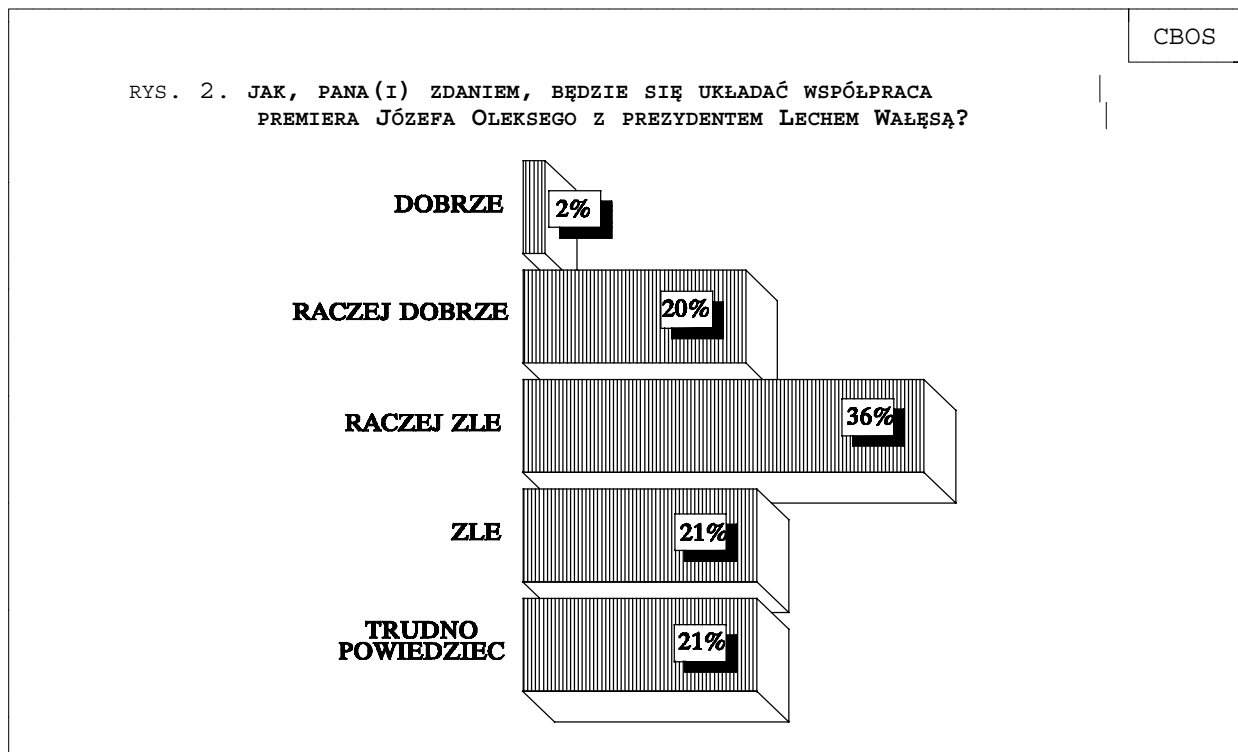 CBOS
RYS. 2. JAK, PANA(I) ZDANIEM, BĘDZIE SIĘ UKŁADAĆ WSPÓŁPRACA
PREMIERA JÓZEFA OLEKSEGO Z PREZYDENTEM LECHEM WAŁĘSĄ?
DOBRZE
2%
RACZEJ DOBRZE
20%
RACZEJ ZLE
36%
ZLE
21%
TRUDNO
POWIEDZIEC
21%